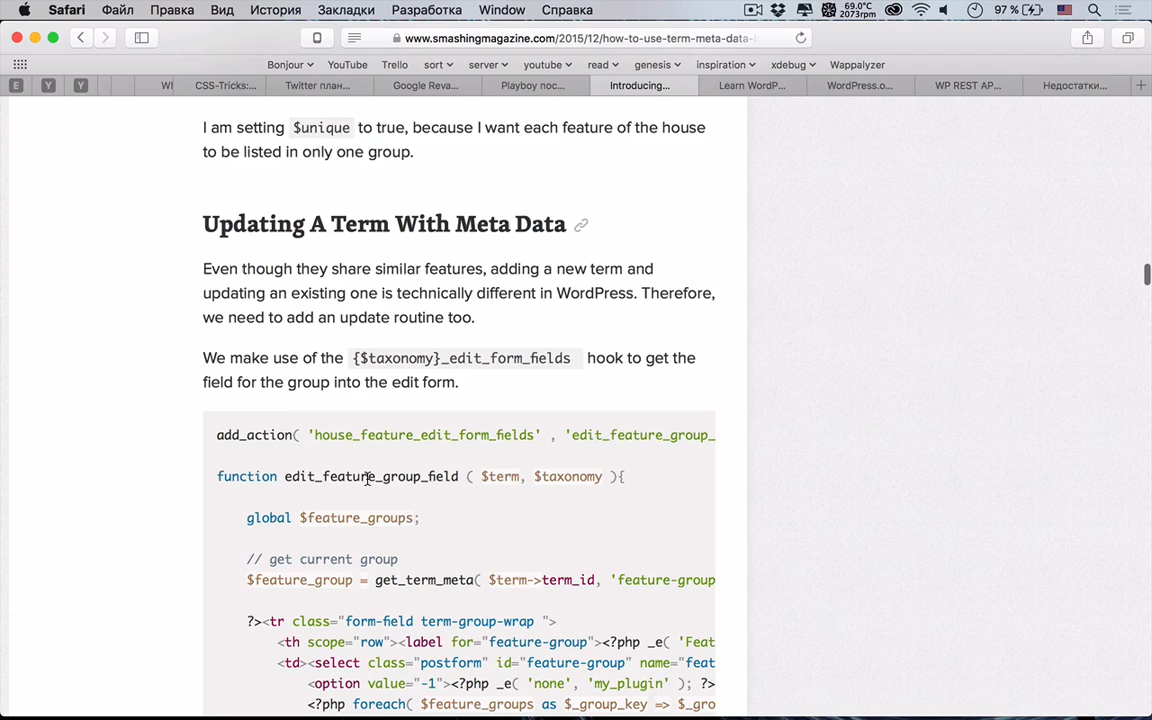 Safari Файл Правка Вид История Закладки Разработка Window Справка 69.0°C 2073rpm 97 %
www.smashingmagazine.com/2015/12/how-to-use-term-meta-data-
Bonjour YouTube Trello sort server youtube read genesis inspiration xdebug Wappalyzer
E Y Y Wl CSS-Tricks:... Twitter план... Google Reva... Playboy пос... Introducing... Learn WordP... WordPress.o... WP REST AP... Недостатки...
I am setting $unique to true, because I want each feature of the house
to be listed in only one group.
Updating A Term With Meta Data
Even though they share similar features, adding a new term and
updating an existing one is technically different in WordPress. Therefore,
we need to add an update routine too.
We make use of the {$taxonomy}_edit_form_fields hook to get the
field for the group into the edit form.
add_action( 'house_feature_edit_form_fields' , 'edit_feature_group_
function edit_feature_group_field ( $term, $taxonomy ){
global $feature_groups;
// get current group
$feature_group = get_term_meta( $term->term_id, 'feature-group
?><tr class="form-field term-group-wrap ">
<th scope="row"><label for="feature-group"><?php _e( 'Feat
<td><select class="postform" id="feature-group" name="feat
<option value="-1"><?php _e( 'none', 'my_plugin' ); ?>
<?php foreach( $feature_groups as $_group_key => $_gro